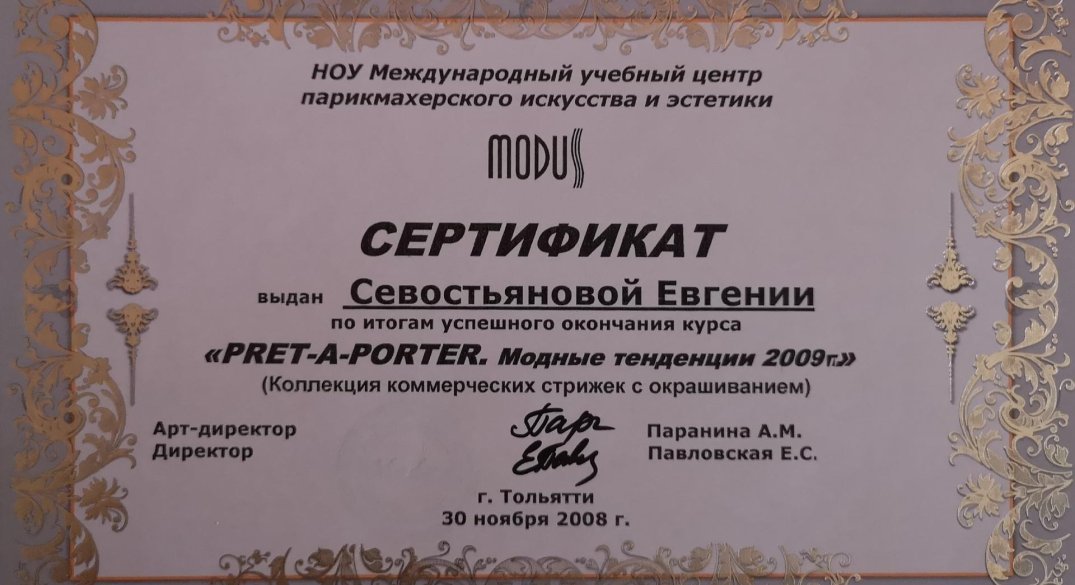 НОУ Международный учебный центр
парикмахерского искусства и эстетики
MODUS
СЕРТИФИКАТ
выдан Севостьяновой Евгении
по итогам успешного окончания курса
«PRET-A-PORTER. Модные тенденции 2009г.»
(Коллекция коммерческих стрижек с окрашиванием)
Арт-директор Паранина А.М.
Директор Павловская Е.С.
г. Тольятти
30 ноября 2008 г.